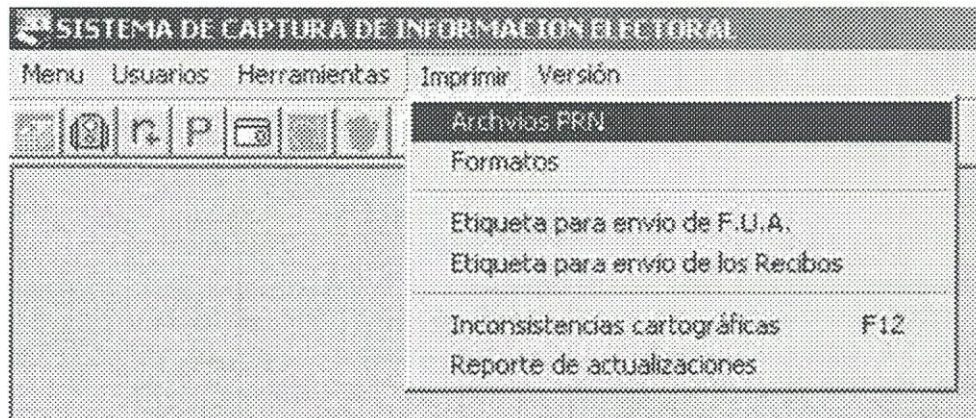 SISTEMA DE CAPTURA DE INFORMACION ELECTORAL
Menu Usuarios Herramientas Imprimir Versión
P
Archvios PRN
Formatos
Etiqueta para envio de F.U.A.
Etiqueta para envio de los Recibos
Inconsistencias cartográficas F12
Reporte de actualizaciones